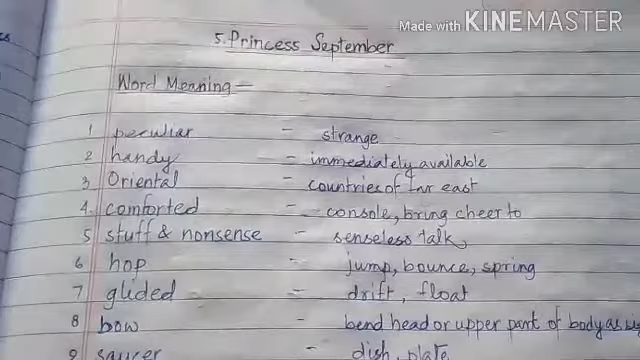 Made with KINEMASTER
5. Princess September
Word Meaning -
1 peculiar - strange
2 handy - immediately available
3 Oriental - countries of far east
4. comforted - console, bring cheer to
5 stuff & nonsense - senseless talk
6 hop - jump, bounce, spring
7 glided - drift, float
8 bow - bend head or upper part of body as
9 saucer - dish, plate